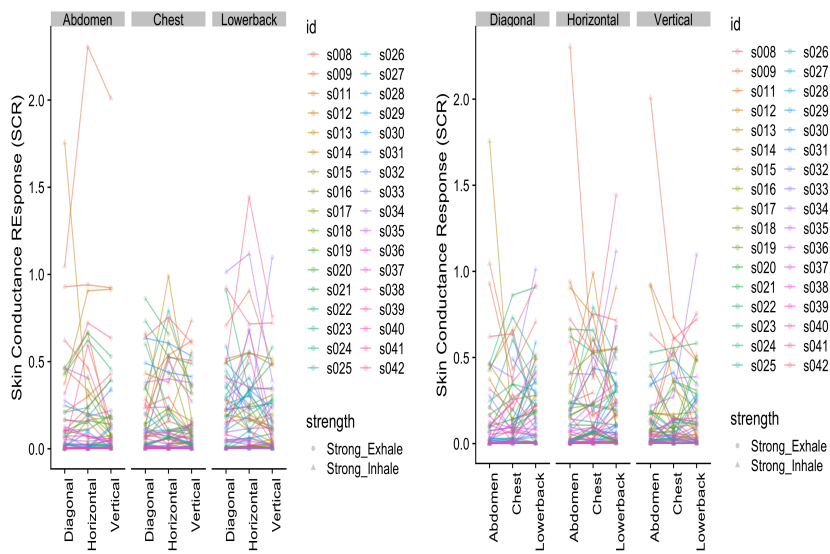 Abdomen Chest Lowerback
Skin Conductance REsponse (SCR)
2.0
1.5
1.0
0.5
0.0
Diagonal Horizontal Vertical Diagonal Horizontal Vertical Diagonal Horizontal Vertical
id
s008 s026
s009 s027
s011 s028
s012 s029
s013 s030
s014 s031
s015 s032
s016 s033
s017 s034
s018 s035
s019 s036
s020 s037
s021 s038
s022 s039
s023 s040
s024 s041
s025 s042
strength
Strong_Exhale
Strong_Inhale
Diagonal Horizontal Vertical
Skin Conductance Response (SCR)
2.0
1.5
1.0
0.5
0.0
Abdomen Chest Lowerback Abdomen Chest Lowerback Abdomen Chest Lowerback
id
s008 s026
s009 s027
s011 s028
s012 s029
s013 s030
s014 s031
s015 s032
s016 s033
s017 s034
s018 s035
s019 s036
s020 s037
s021 s038
s022 s039
s023 s040
s024 s041
s025 s042
strength
Strong_Exhale
Strong_Inhale